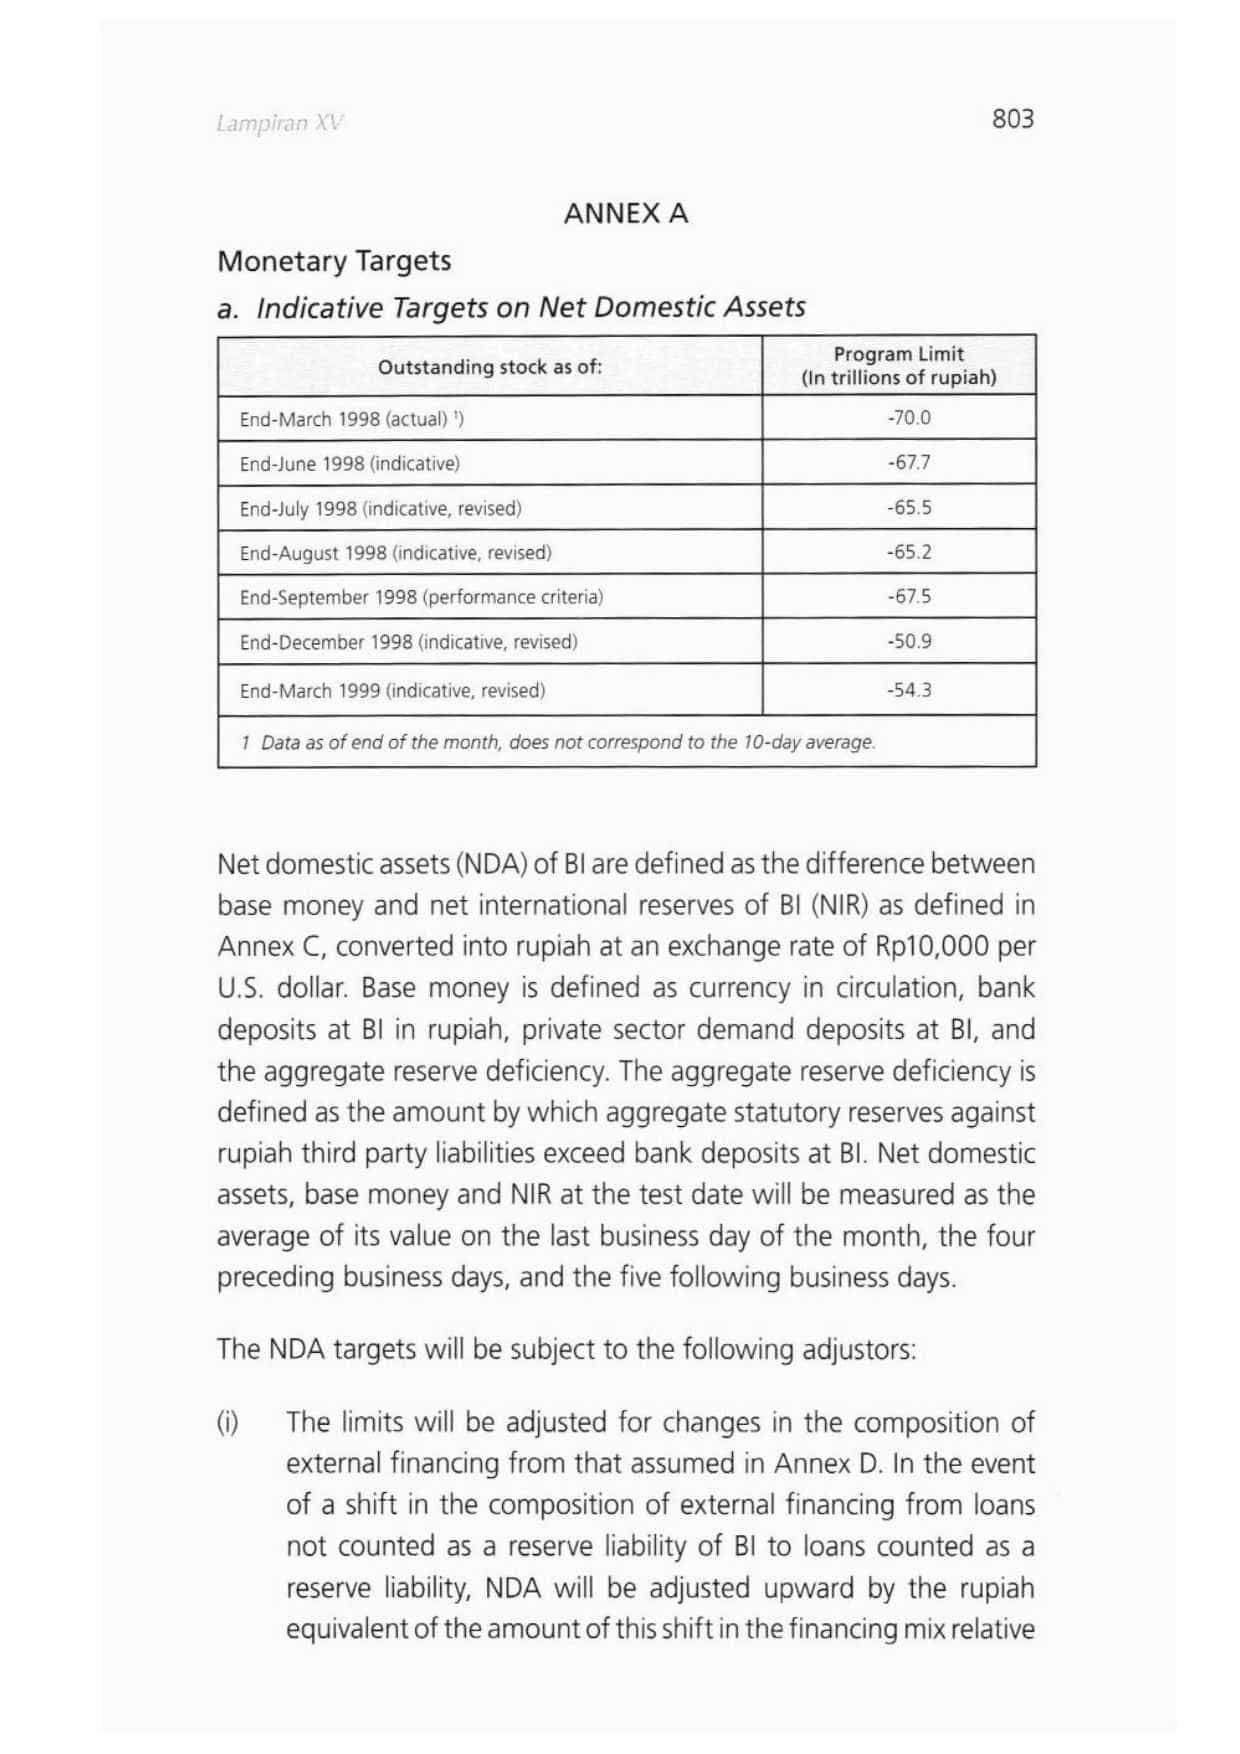 Lampiran XV
803
ANNEX A
Monetary Targets
a. Indicative Targets on Net Domestic Assets
Outstanding stock as of:
Program Limit
(In trillions of rupiah)
End-March 1998 (actual) ¹)
-70.0
End-June 1998 (indicative)
-67.7
End-July 1998 (indicative, revised)
-65.5
End-August 1998 (indicative, revised)
-65.2
End-September 1998 (performance criteria)
-67.5
End-December 1998 (indicative, revised)
-50.9
End-March 1999 (indicative, revised)
-54.3
1 Data as of end of the month, does not correspond to the 10-day average.
Net domestic assets (NDA) of BI are defined as the difference between
base money and net international reserves of BI (NIR) as defined in
Annex C, converted into rupiah at an exchange rate of Rp10,000 per
U.S. dollar. Base money is defined as currency in circulation, bank
deposits at BI in rupiah, private sector demand deposits at BI, and
the aggregate reserve deficiency. The aggregate reserve deficiency is
defined as the amount by which aggregate statutory reserves against
rupiah third party liabilities exceed bank deposits at BI. Net domestic
assets, base money and NIR at the test date will be measured as the
average of its value on the last business day of the month, the four
preceding business days, and the five following business days.
The NDA targets will be subject to the following adjustors:
(i) The limits will be adjusted for changes in the composition of
external financing from that assumed in Annex D. In the event
of a shift in the composition of external financing from loans
not counted as a reserve liability of BI to loans counted as a
reserve liability, NDA will be adjusted upward by the rupiah
equivalent of the amount of this shift in the financing mix relative